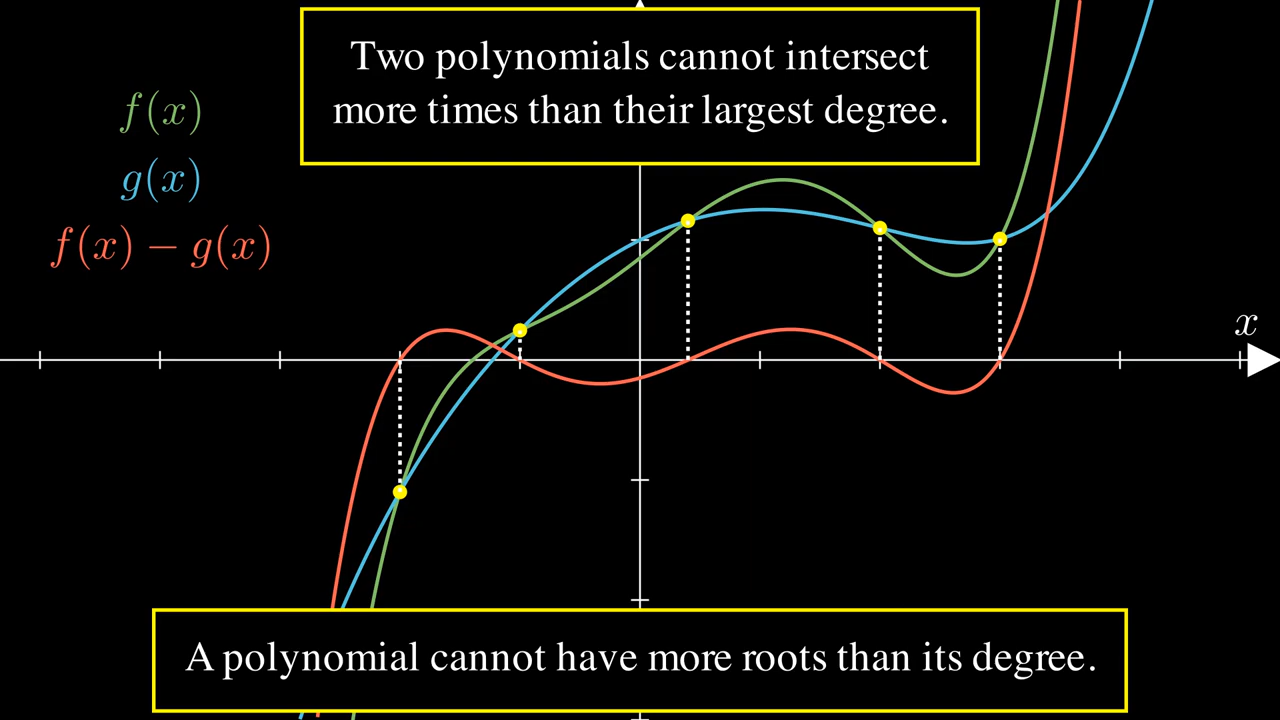 Two polynomials cannot intersect
more times than their largest degree.
f(x)
g(x)
f(x) − g(x)
x
A polynomial cannot have more roots than its degree.